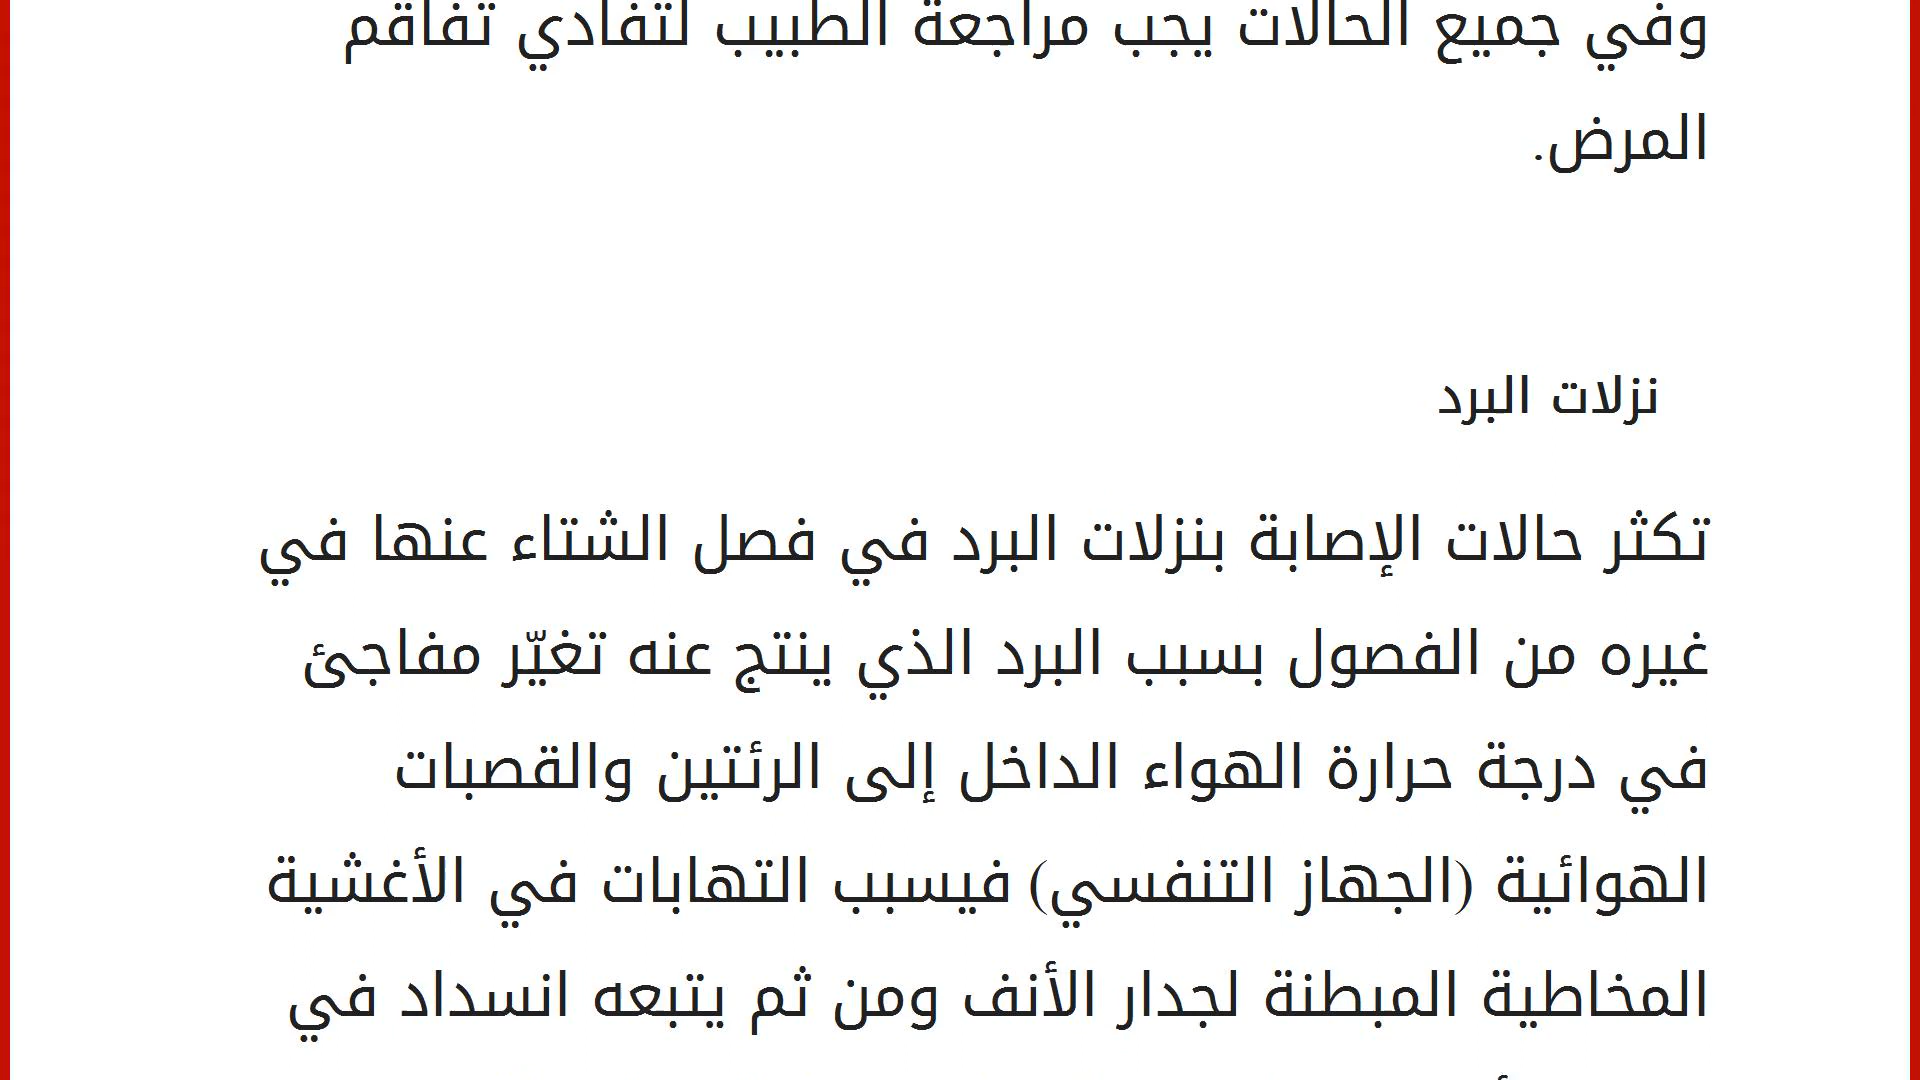 وفي جميع الحالات يجب مراجعة الطبيب لتفادي تفاقم
المرض.
نزلات البرد
تكثر حالات الإصابة بنزلات البرد في فصل الشتاء عنها في
غيره من الفصول بسبب البرد الذي ينتج عنه تغيّر مفاجئ
في درجة حرارة الهواء الداخل إلى الرئتين والقصبات
الهوائية (الجهاز التنفسي) فيسبب التهابات في الأغشية
المخاطية المبطنة لجدار الأنف ومن ثم يتبعه انسداد في